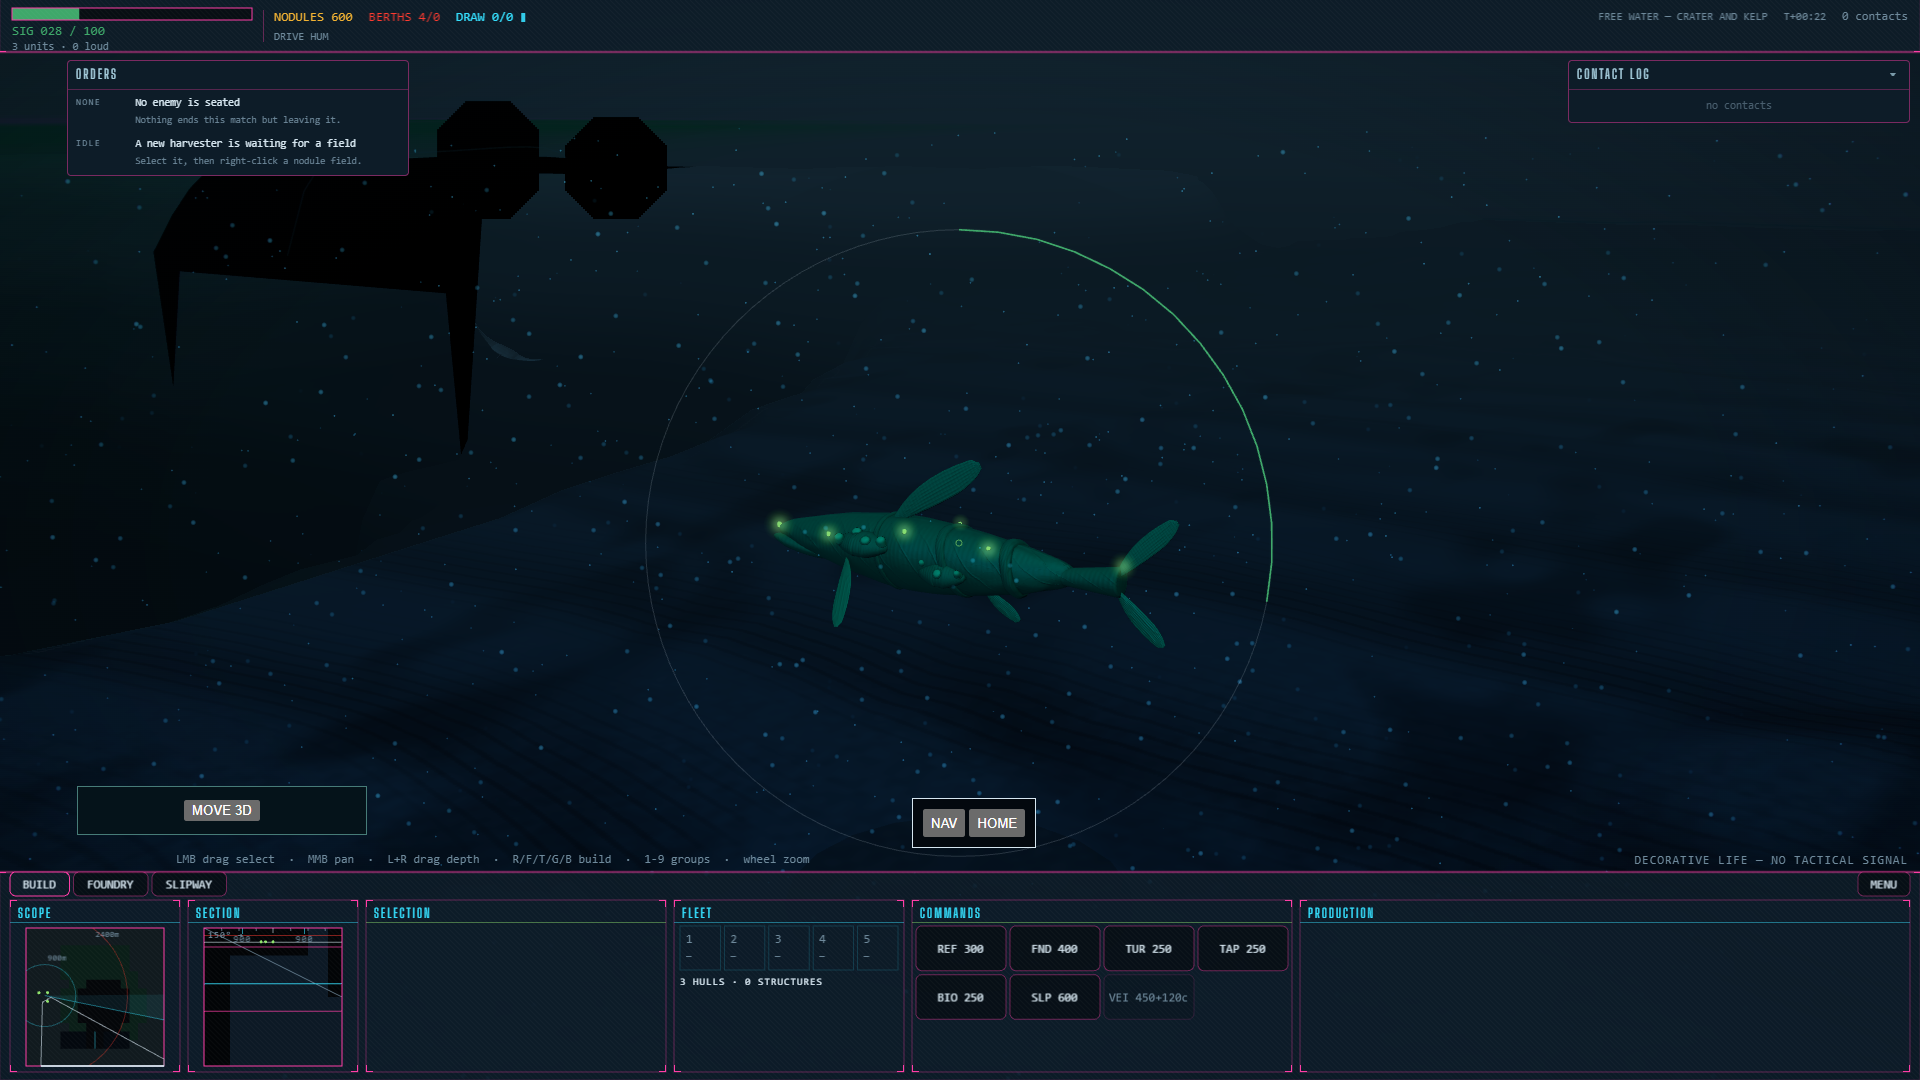 SIG 028 / 100
3 units · 0 loud
NODULES 600 BERTHS 4/0 DRAW 0/0
DRIVE HUM
FREE WATER — CRATER AND KELP T+00:22 0 contacts
ORDERS
NONE No enemy is seated
Nothing ends this match but leaving it.
IDLE A new harvester is waiting for a field
Select it, then right-click a nodule field.
CONTACT LOG
no contacts
MOVE 3D
NAV HOME
LMB drag select · MMB pan · L+R drag depth · R/F/T/G/B build · 1-9 groups · wheel zoom
DECORATIVE LIFE — NO TACTICAL SIGNAL
BUILD FOUNDRY SLIPWAY
MENU
SCOPE
2400m
900m
SECTION
150°
900 900
SELECTION
FLEET
1 2 3 4 5
— — — — —
3 HULLS · 0 STRUCTURES
COMMANDS
REF 300 FND 400 TUR 250 TAP 250
BIO 250 SLP 600 VEI 450+120c
PRODUCTION